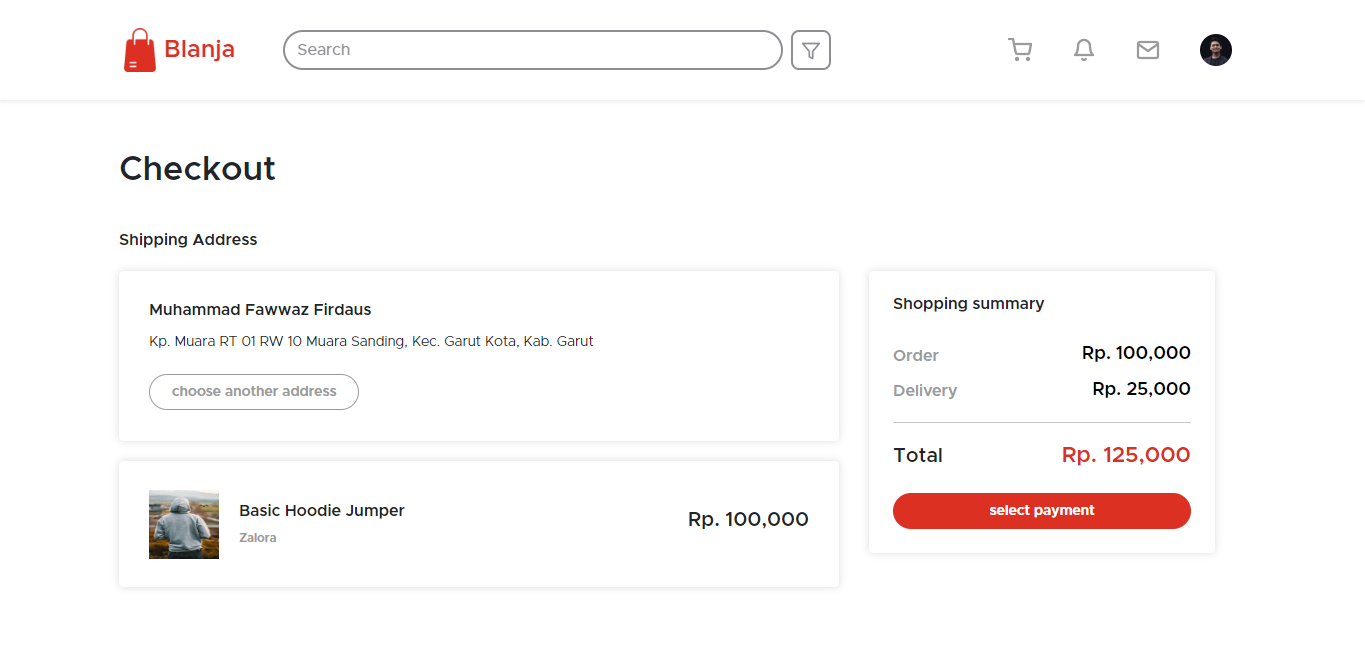 Blanja
Search
Checkout
Shipping Address
Muhammad Fawwaz Firdaus
Kp. Muara RT 01 RW 10 Muara Sanding, Kec. Garut Kota, Kab. Garut
choose another address
Basic Hoodie Jumper
Zalora
Rp. 100,000
Shopping summary
Order Rp. 100,000
Delivery Rp. 25,000
Total Rp. 125,000
select payment